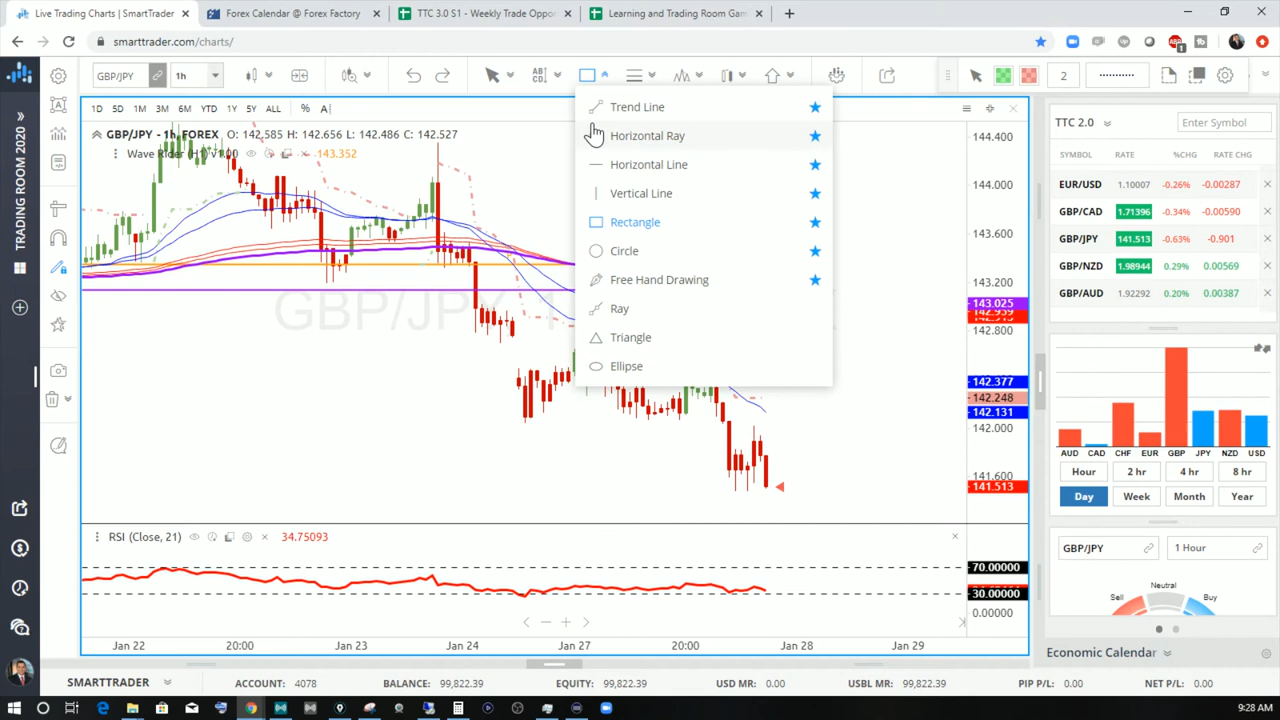 Live Trading Charts | SmartTrader
Forex Calendar @ Forex Factory
TTC 3.0 S1 - Weekly Trade Oppor
Learning and Trading Room Gam
smarttrader.com/charts/
ABP
1
GBP/JPY
1h
AB
CD
2
1D 5D 1M 3M 6M YTD 1Y 5Y ALL % A
GBP/JPY - 1h FOREX O: 142.585 H: 142.656 L: 142.486 C: 142.527
Wave Rider (H1) v1.00 143.352
TRADING ROOM 2020
Trend Line
Horizontal Ray
Horizontal Line
Vertical Line
Rectangle
Circle
Free Hand Drawing
Ray
Triangle
Ellipse
144.400
144.000
143.600
143.200
143.025
142.800
142.377
142.248
142.131
142.000
141.600
141.513
RSI (Close, 21) 34.75093
70.00000
30.00000
0.00000
Jan 22 20:00 Jan 23 Jan 24 Jan 27 20:00 Jan 28 Jan 29
TTC 2.0 Enter Symbol
SYMBOL RATE %CHG RATE CHG
EUR/USD 1.10007 -0.26% -0.00287
GBP/CAD 1.71396 -0.34% -0.00590
GBP/JPY 141.513 -0.63% -0.901
GBP/NZD 1.98944 0.29% 0.00569
GBP/AUD 1.92292 0.20% 0.00387
AUD CAD CHF EUR GBP JPY NZD USD
Hour 2 hr 4 hr 8 hr
Day Week Month Year
GBP/JPY 1 Hour
Neutral
Sell Buy
Economic Calendar
SMARTTRADER ACCOUNT: 4078 BALANCE: 99,822.39 EQUITY: 99,822.39 USD MR: 0.00 USBL MR: 99,822.39 PIP P/L: 0.00 NET P/L: 0.00
9:28 AM